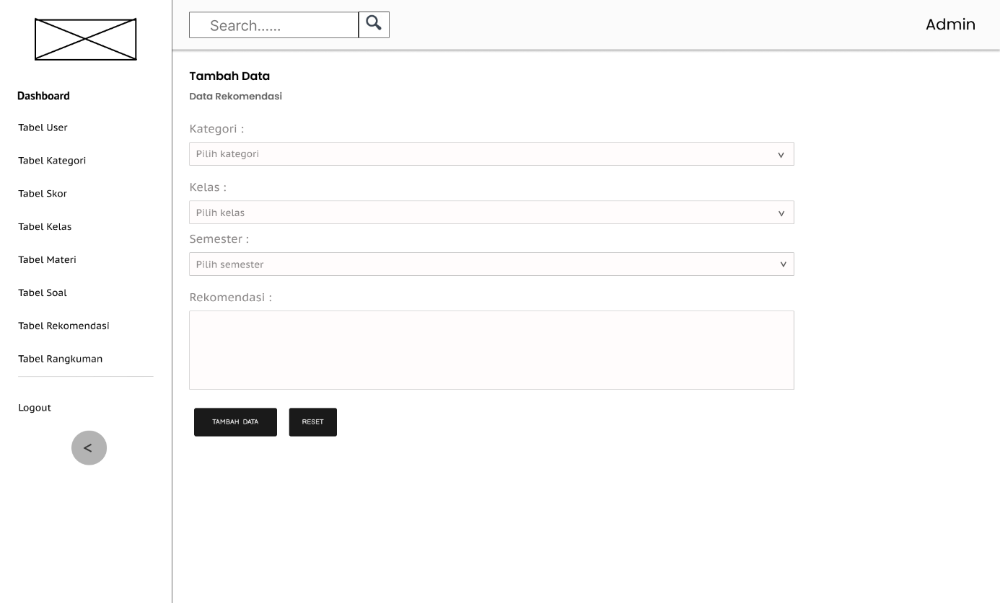 Search......
Admin
Dashboard
Tabel User
Tabel Kategori
Tabel Skor
Tabel Kelas
Tabel Materi
Tabel Soal
Tabel Rekomendasi
Tabel Rangkuman
Logout
<
Tambah Data
Data Rekomendasi
Kategori :
Pilih kategori v
Kelas :
Pilih kelas v
Semester :
Pilih semester v
Rekomendasi :
TAMBAH DATA RESET